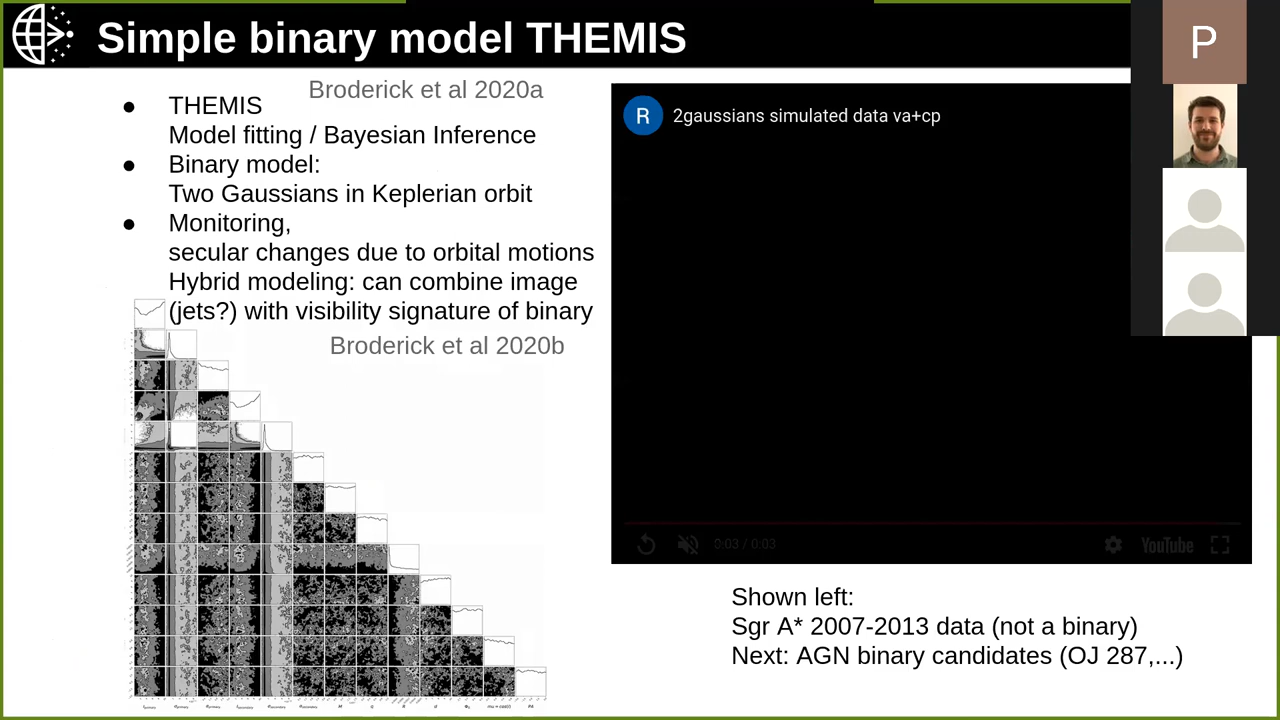 Simple binary model THEMIS
Broderick et al 2020a
● THEMIS
Model fitting / Bayesian Inference
● Binary model:
Two Gaussians in Keplerian orbit
● Monitoring,
secular changes due to orbital motions
Hybrid modeling: can combine image
(jets?) with visibility signature of binary
Broderick et al 2020b
R 2gaussians simulated data va+cp
0:03 / 0:03
YouTube
P
Shown left:
Sgr A* 2007-2013 data (not a binary)
Next: AGN binary candidates (OJ 287,...)